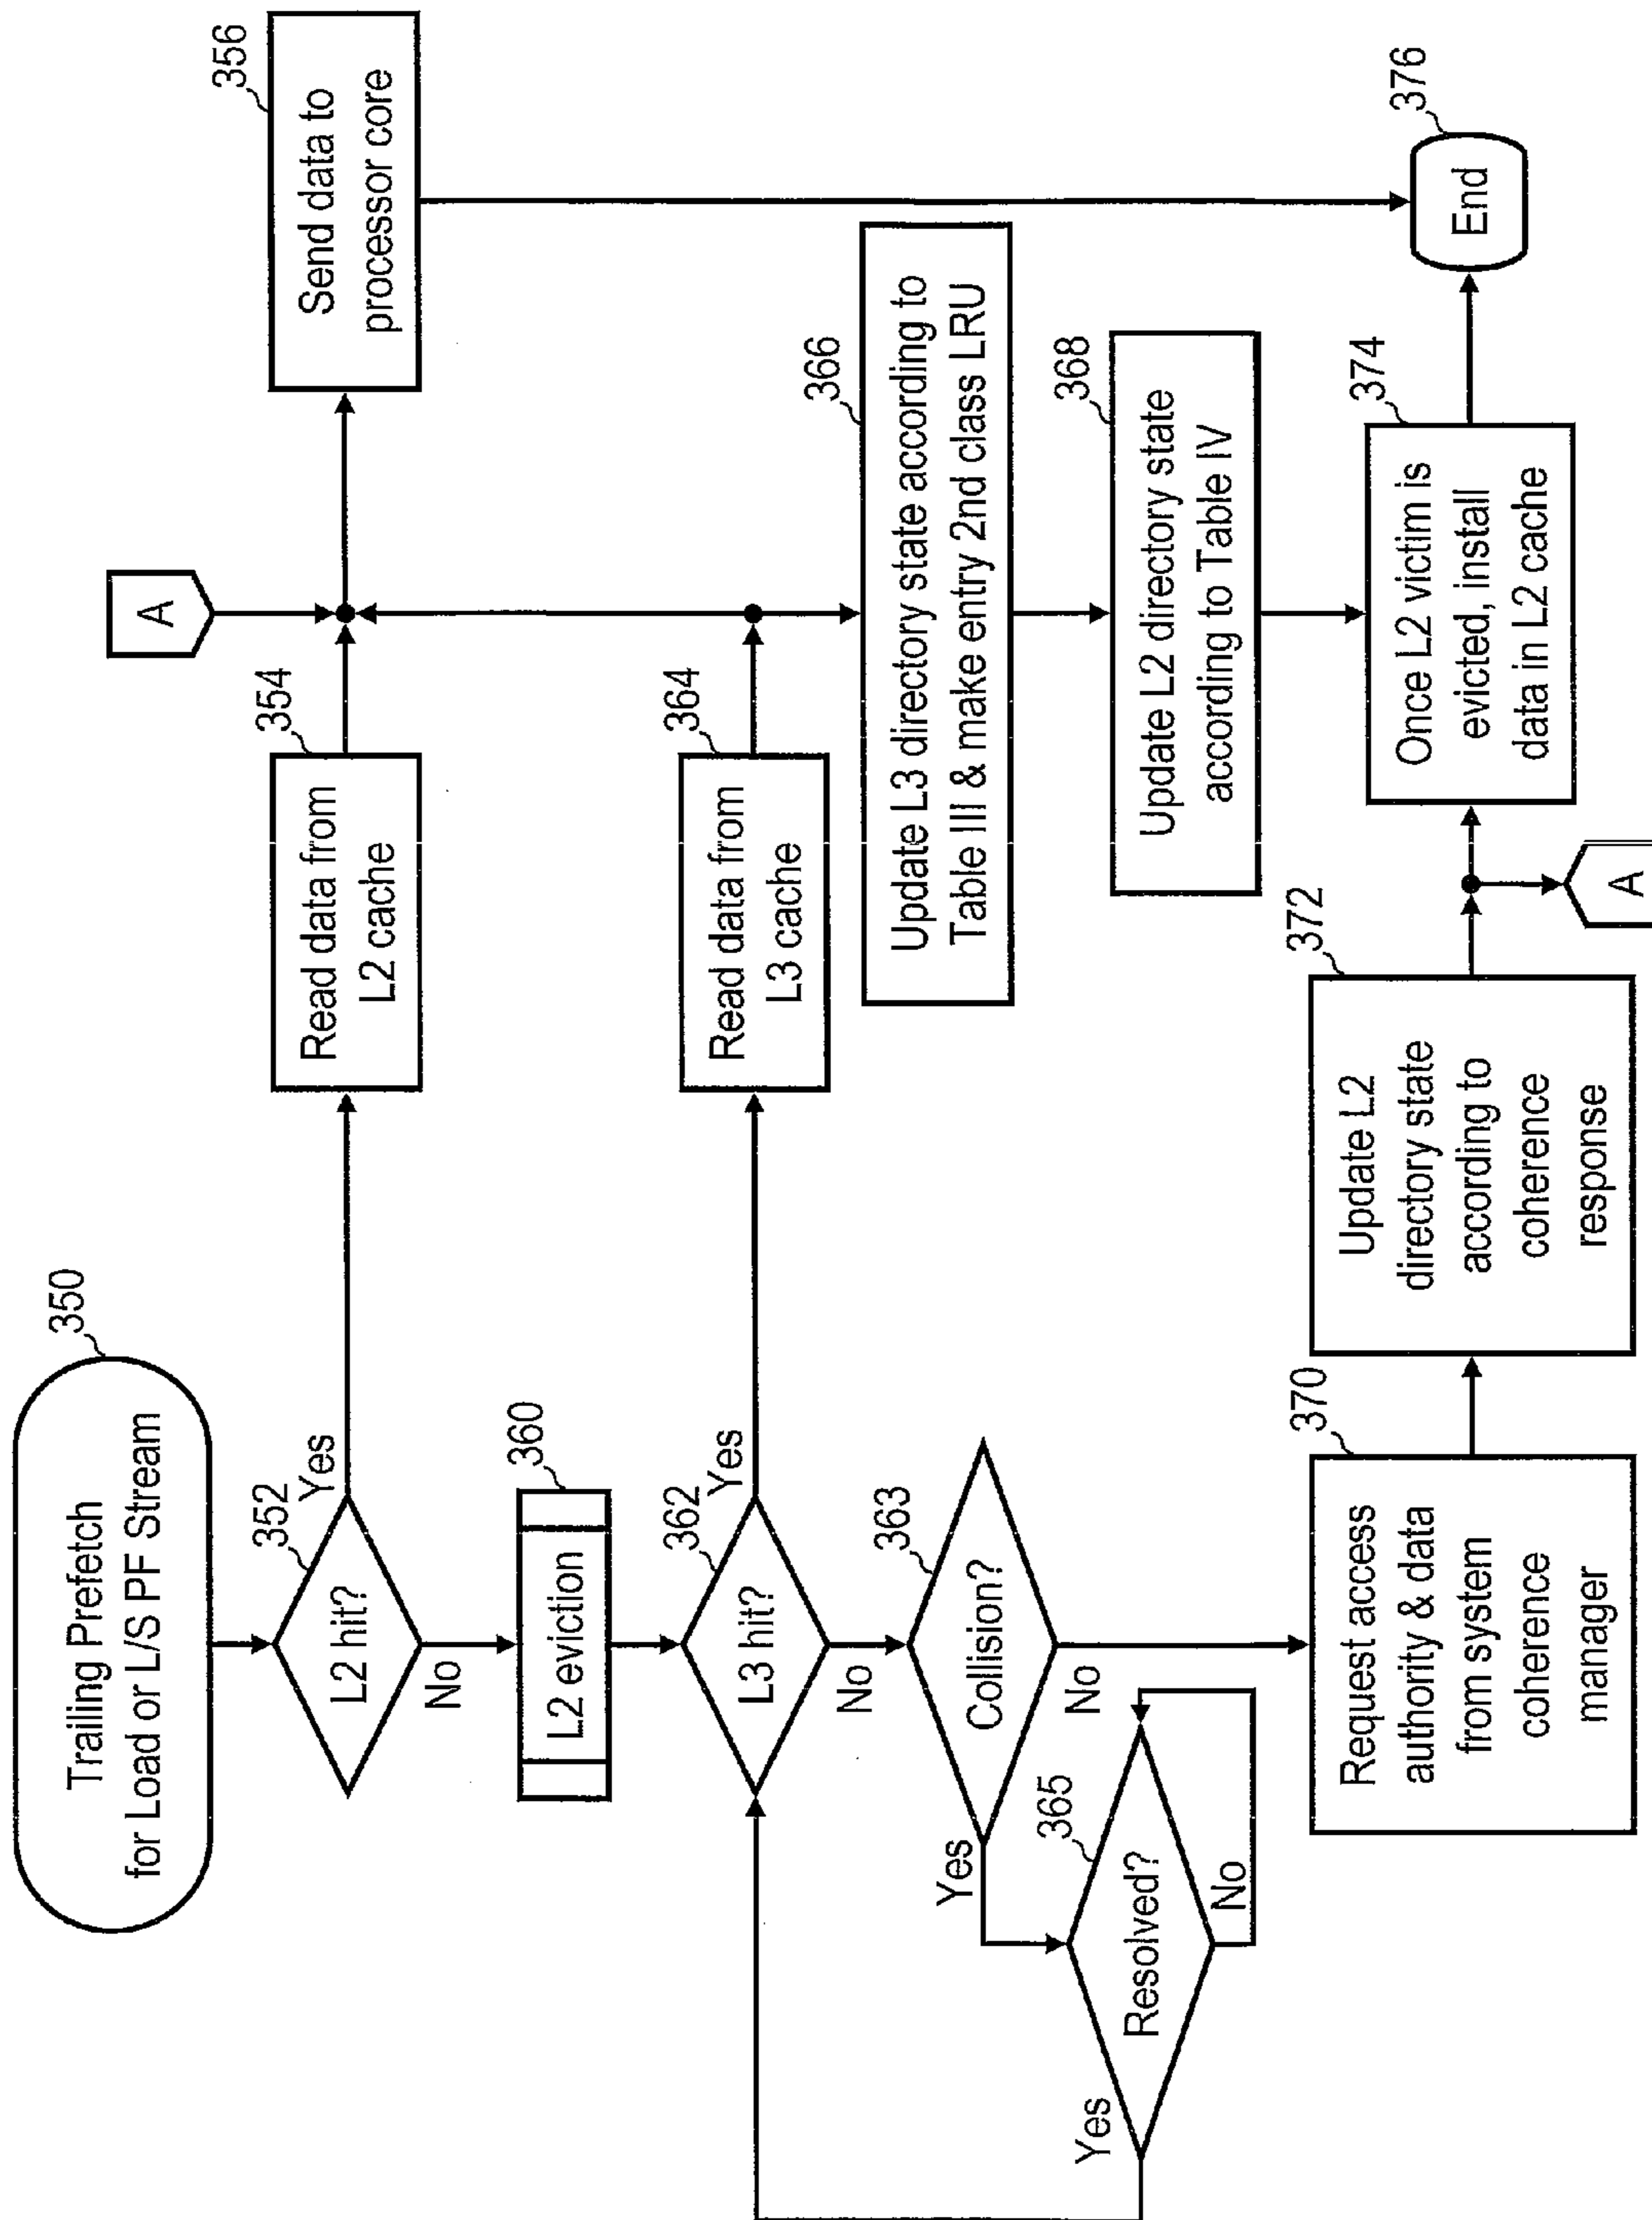 350
Trailing Prefetch
for Load or L/S PF Stream
352
L2 hit?
Yes
No
354
Read data from
L2 cache
A
356
Send data to
processor core
360
L2 eviction
362
L3 hit?
Yes
No
364
Read data from
L3 cache
366
Update L3 directory state according to
Table III & make entry 2nd class LRU
368
Update L2 directory state
according to Table IV
363
Collision?
Yes
No
365
Resolved?
Yes
No
370
Request access
authority & data
from system
coherence
manager
372
Update L2
directory state
according to
coherence
response
A
374
Once L2 victim is
evicted, install
data in L2 cache
376
End